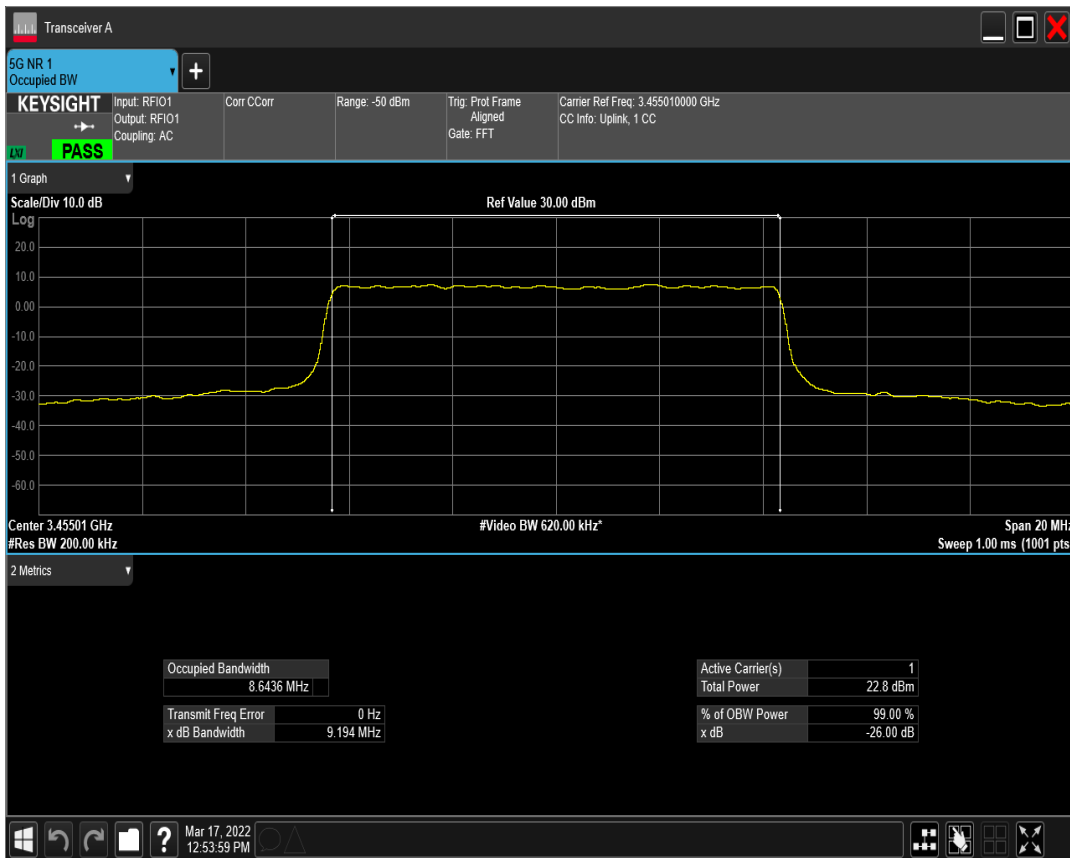 Transceiver A
5G NR 1
Occupied BW
+
KEYSIGHT
LXI
PASS
Input: RFIO1
Output: RFIO1
Coupling: AC
Corr CCorr
Range: -50 dBm
Trig: Prot Frame
Aligned
Gate: FFT
Carrier Ref Freq: 3.455010000 GHz
CC Info: Uplink, 1 CC
1 Graph
Scale/Div 10.0 dB
Ref Value 30.00 dBm
Log
20.0
10.0
0.00
-10.0
-20.0
-30.0
-40.0
-50.0
-60.0
Center 3.45501 GHz
#Video BW 620.00 kHz*
Span 20 MHz
#Res BW 200.00 kHz
Sweep 1.00 ms (1001 pts
2 Metrics
Occupied Bandwidth
8.6436 MHz
Transmit Freq Error 0 Hz
x dB Bandwidth 9.194 MHz
Active Carrier(s) 1
Total Power 22.8 dBm
% of OBW Power 99.00 %
x dB -26.00 dB
?
Mar 17, 2022
12:53:59 PM